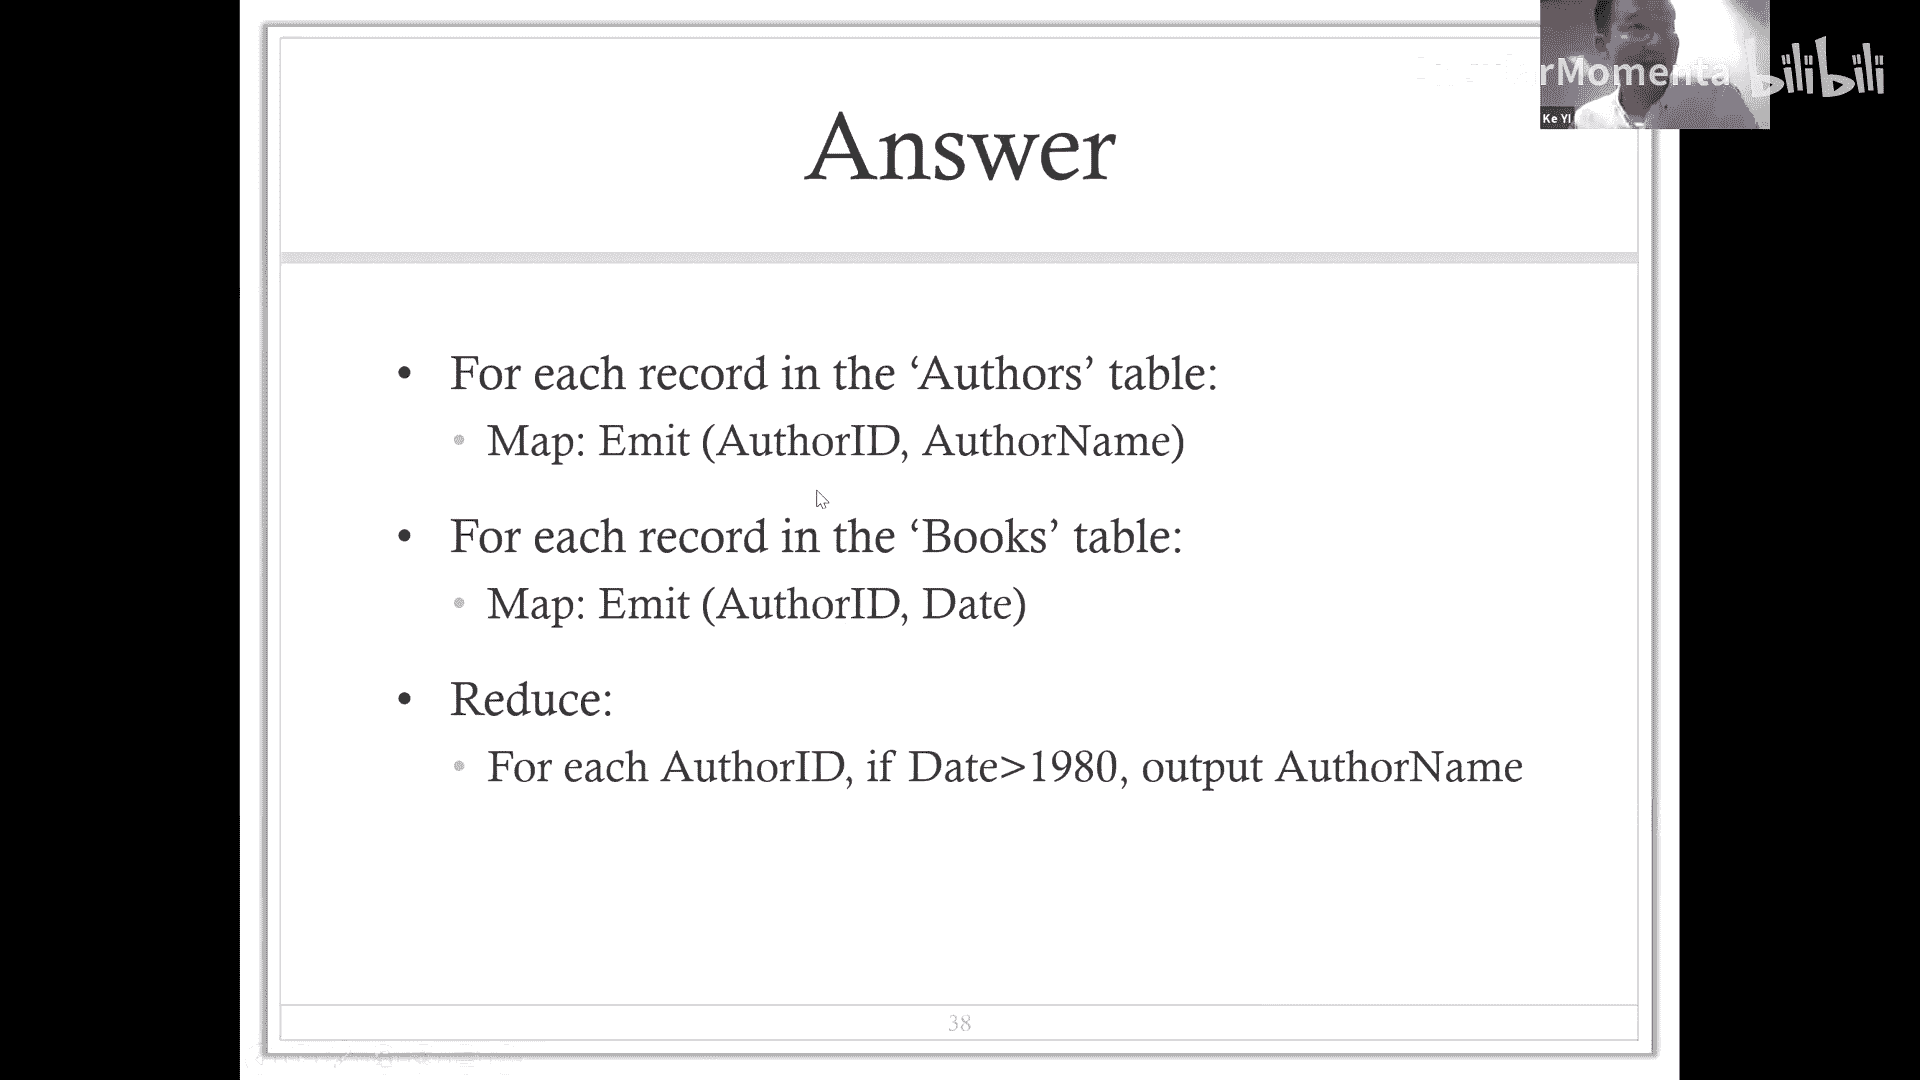 Answer
rMomenta
bilibili
Ke YI
• For each record in the ‘Authors’ table:
• Map: Emit (AuthorID, AuthorName)
• For each record in the ‘Books’ table:
• Map: Emit (AuthorID, Date)
• Reduce:
• For each AuthorID, if Date>1980, output AuthorName
38